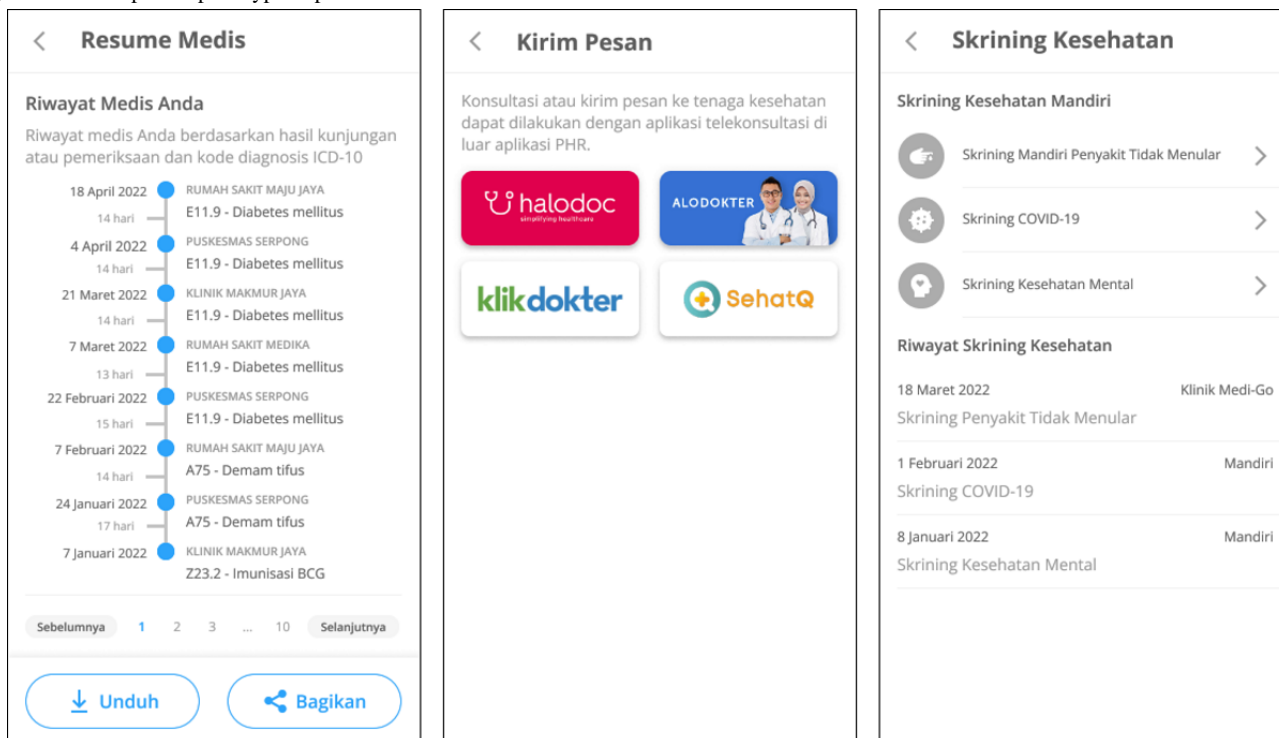 Resume Medis
Riwayat Medis Anda
Riwayat medis Anda berdasarkan hasil kunjungan
atau pemeriksaan dan kode diagnosis ICD-10
18 April 2022 RUMAH SAKIT MAJU JAYA
E11.9 - Diabetes mellitus
14 hari
4 April 2022 PUSKESMAS SERPONG
E11.9 - Diabetes mellitus
14 hari
21 Maret 2022 KLINIK MAKMUR JAYA
E11.9 - Diabetes mellitus
14 hari
7 Maret 2022 RUMAH SAKIT MEDIKA
E11.9 - Diabetes mellitus
13 hari
22 Februari 2022 PUSKESMAS SERPONG
E11.9 - Diabetes mellitus
15 hari
7 Februari 2022 RUMAH SAKIT MAJU JAYA
A75 - Demam tifus
14 hari
24 Januari 2022 PUSKESMAS SERPONG
A75 - Demam tifus
17 hari
7 Januari 2022 KLINIK MAKMUR JAYA
Z23.2 - Imunisasi BCG
Sebelumnya 1 2 3 ... 10 Selanjutnya
Unduh Bagikan
Kirim Pesan
Konsultasi atau kirim pesan ke tenaga kesehatan
dapat dilakukan dengan aplikasi telekonsultasi di
luar aplikasi PHR.
halodoc
simplifying healthcare
ALODOKTER
klikdokter
SehatQ
Skrining Kesehatan
Skrining Kesehatan Mandiri
Skrining Mandiri Penyakit Tidak Menular
Skrining COVID-19
Skrining Kesehatan Mental
Riwayat Skrining Kesehatan
18 Maret 2022 Klinik Medi-Go
Skrining Penyakit Tidak Menular
1 Februari 2022 Mandiri
Skrining COVID-19
8 Januari 2022 Mandiri
Skrining Kesehatan Mental